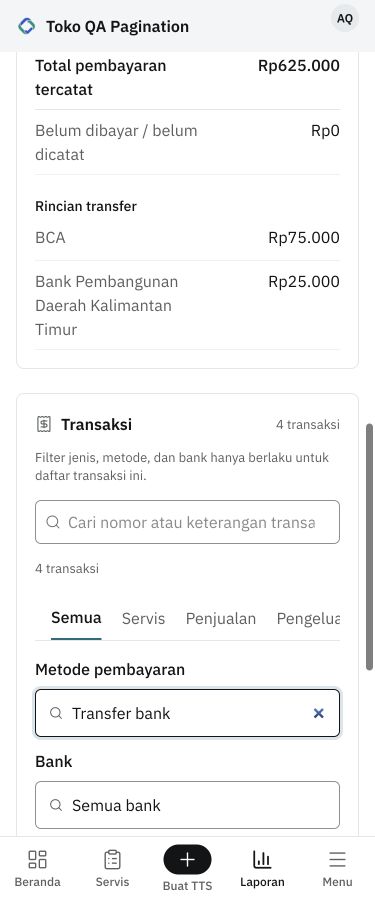 Toko QA Pagination
AQ
Total pembayaran
tercatat
Rp625.000
Belum dibayar / belum
dicatat
Rp0
Rincian transfer
BCA
Rp75.000
Bank Pembangunan
Daerah Kalimantan
Timur
Rp25.000
Transaksi
4 transaksi
Filter jenis, metode, dan bank hanya berlaku untuk
daftar transaksi ini.
Cari nomor atau keterangan transa
4 transaksi
Semua
Servis
Penjualan
Pengelua
Metode pembayaran
Transfer bank
Bank
Semua bank
Beranda
Servis
Buat TTS
Laporan
Menu